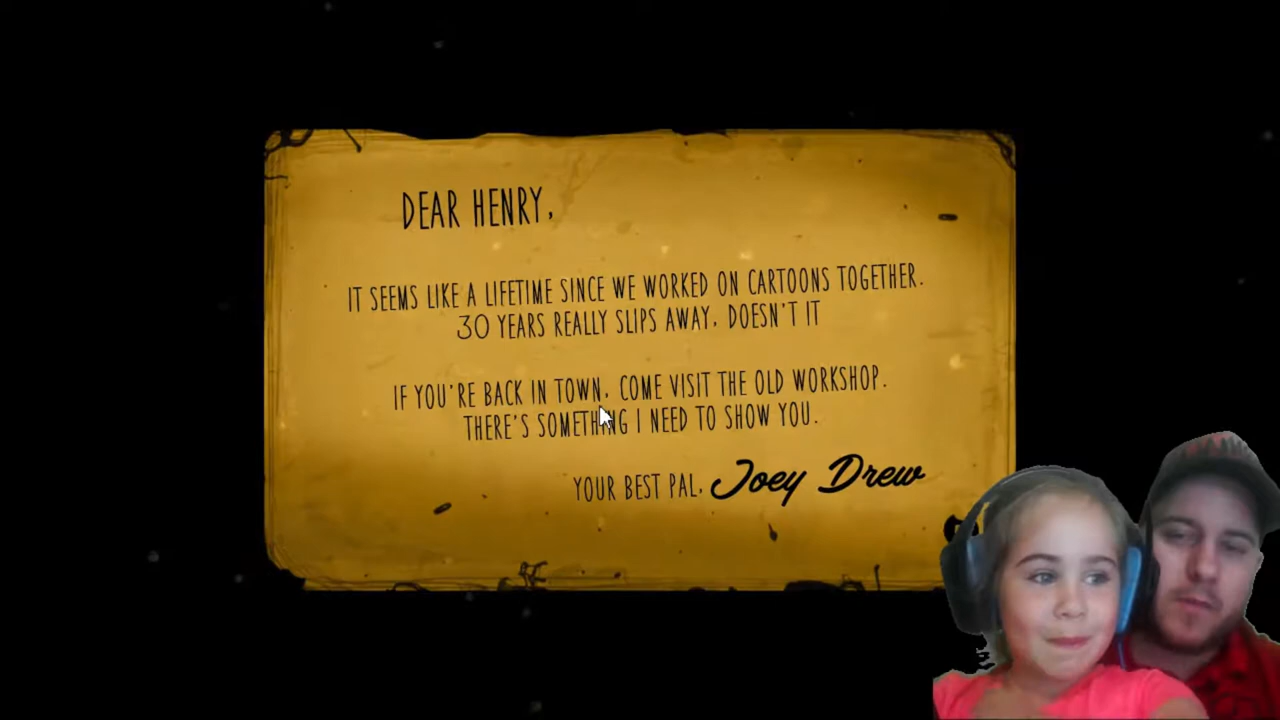 DEAR HENRY,
IT SEEMS LIKE A LIFETIME SINCE WE WORKED ON CARTOONS TOGETHER.
30 YEARS REALLY SLIPS AWAY, DOESN'T IT
IF YOU'RE BACK IN TOWN, COME VISIT THE OLD WORKSHOP.
THERE'S SOMETHING I NEED TO SHOW YOU.
YOUR BEST PAL, Joey Drew